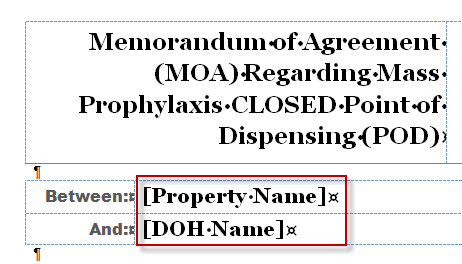 Memorandum of Agreement
(MOA) Regarding Mass
Prophylaxis CLOSED Point of
Dispensing (POD)
¶
Between: [Property Name]
And: [DOH Name]
¶